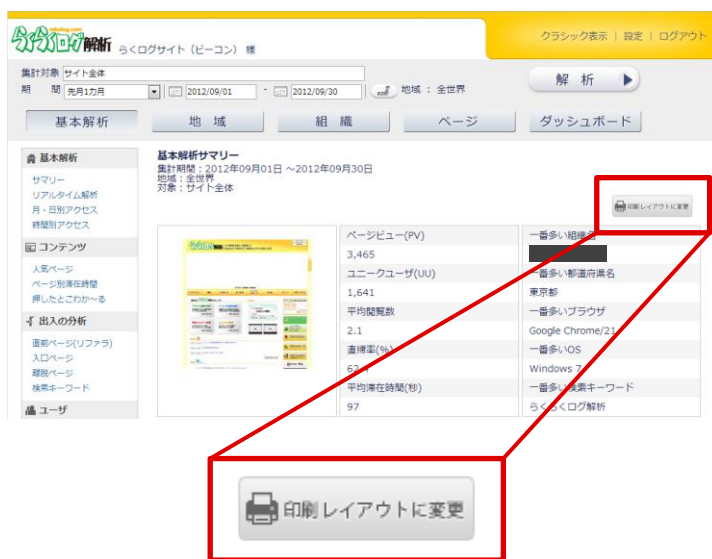 らくらくログ解析 らくログサイト（ビーコン） 様
クラシック表示 | 設定 | ログアウト
集計対象 サイト全体
期 間 先月1カ月 2012/09/01 - 2012/09/30 地域 : 全世界
解 析
基本解析 地 域 組 織 ページ ダッシュボード
基本解析
サマリー
リアルタイム解析
月・日別アクセス
時間別アクセス
コンテンツ
人気ページ
ページ別滞在時間
押したとこわか〜る
出入の分析
直前ページ(リファラ)
入口ページ
離脱ページ
検索キーワード
ユーザ
基本解析サマリー
集計期間：2012年09月01日 ～2012年09月30日
地域：全世界
対象：サイト全体
印刷レイアウトに変更
ページビュー(PV)
3,465
ユニークユーザ(UU)
1,641
平均閲覧数
2.1
直帰率(%)
平均滞在時間(秒)
97
一番多い組織名
一番多い都道府県名
東京都
一番多いブラウザ
Google Chrome/21
一番多いOS
Windows 7
一番多い検索キーワード
らくらくログ解析
印刷レイアウトに変更